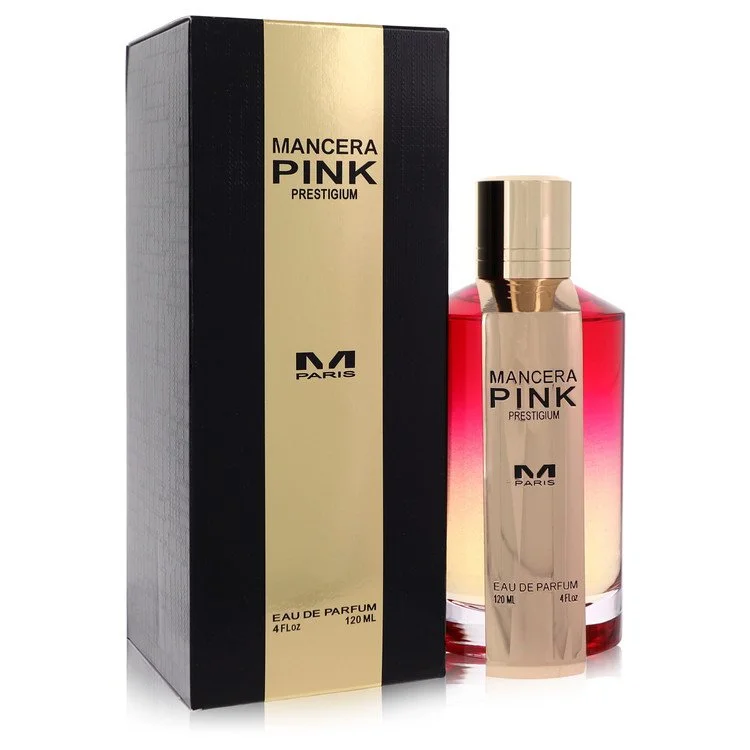 MANCERA
PINK
PRESTIGIUM
M
PARIS
EAU DE PARFUM
4 FLoz 120 ML
MANCERA
PINK
PRESTIGIUM
M
PARIS
EAU DE PARFUM
120 ML 4 FLoz